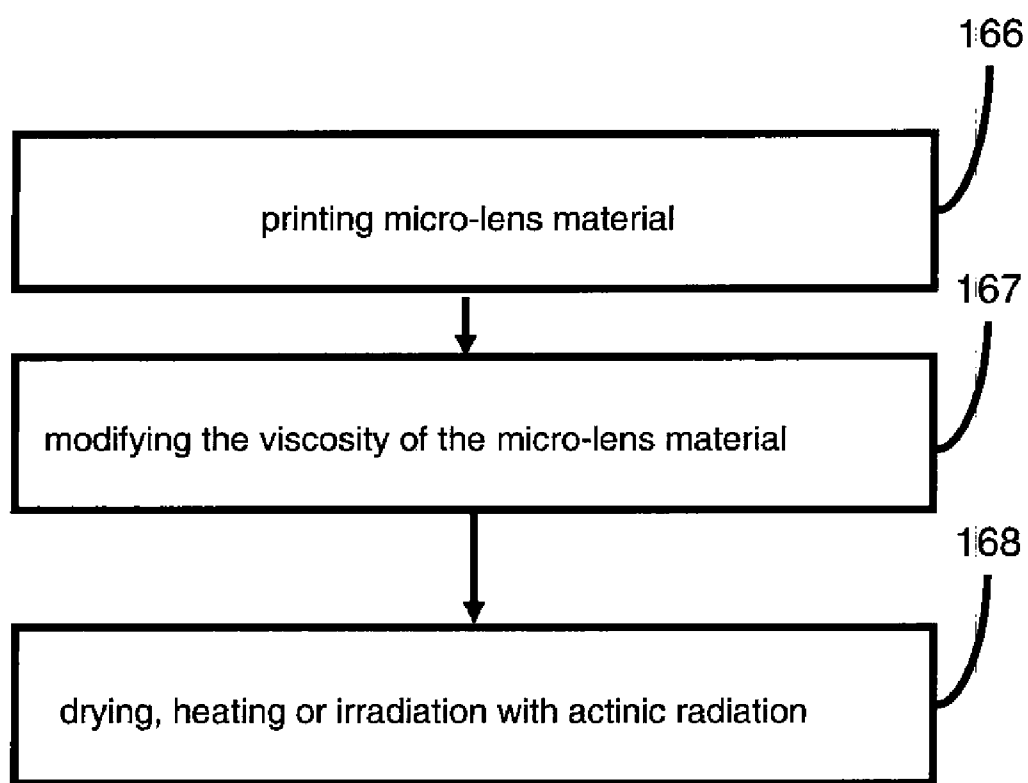 166
printing micro-lens material
167
modifying the viscosity of the micro-lens material
168
drying, heating or irradiation with actinic radiation